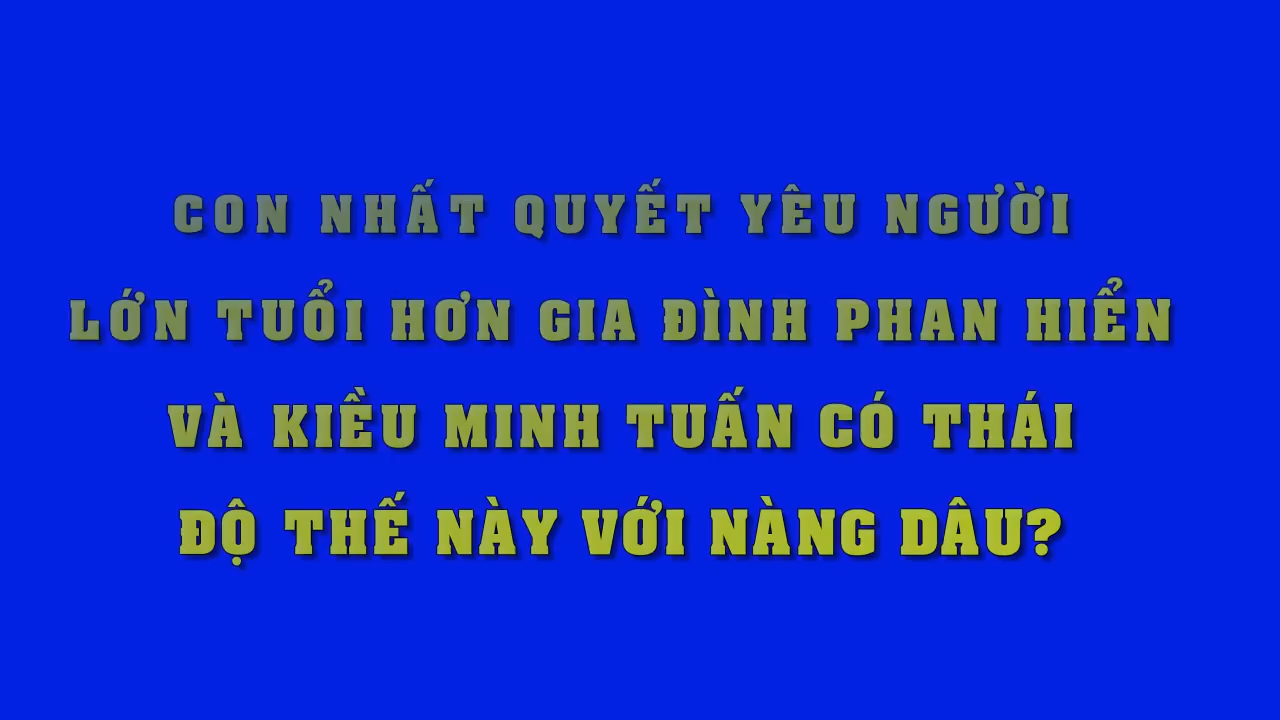 CON NHẤT QUYẾT YÊU NGƯỜI
LỚN TUỔI HƠN GIA ĐÌNH PHAN HIỂN
VÀ KIỀU MINH TUẤN CÓ THÁI
ĐỘ THẾ NÀY VỚI NÀNG DÂU?